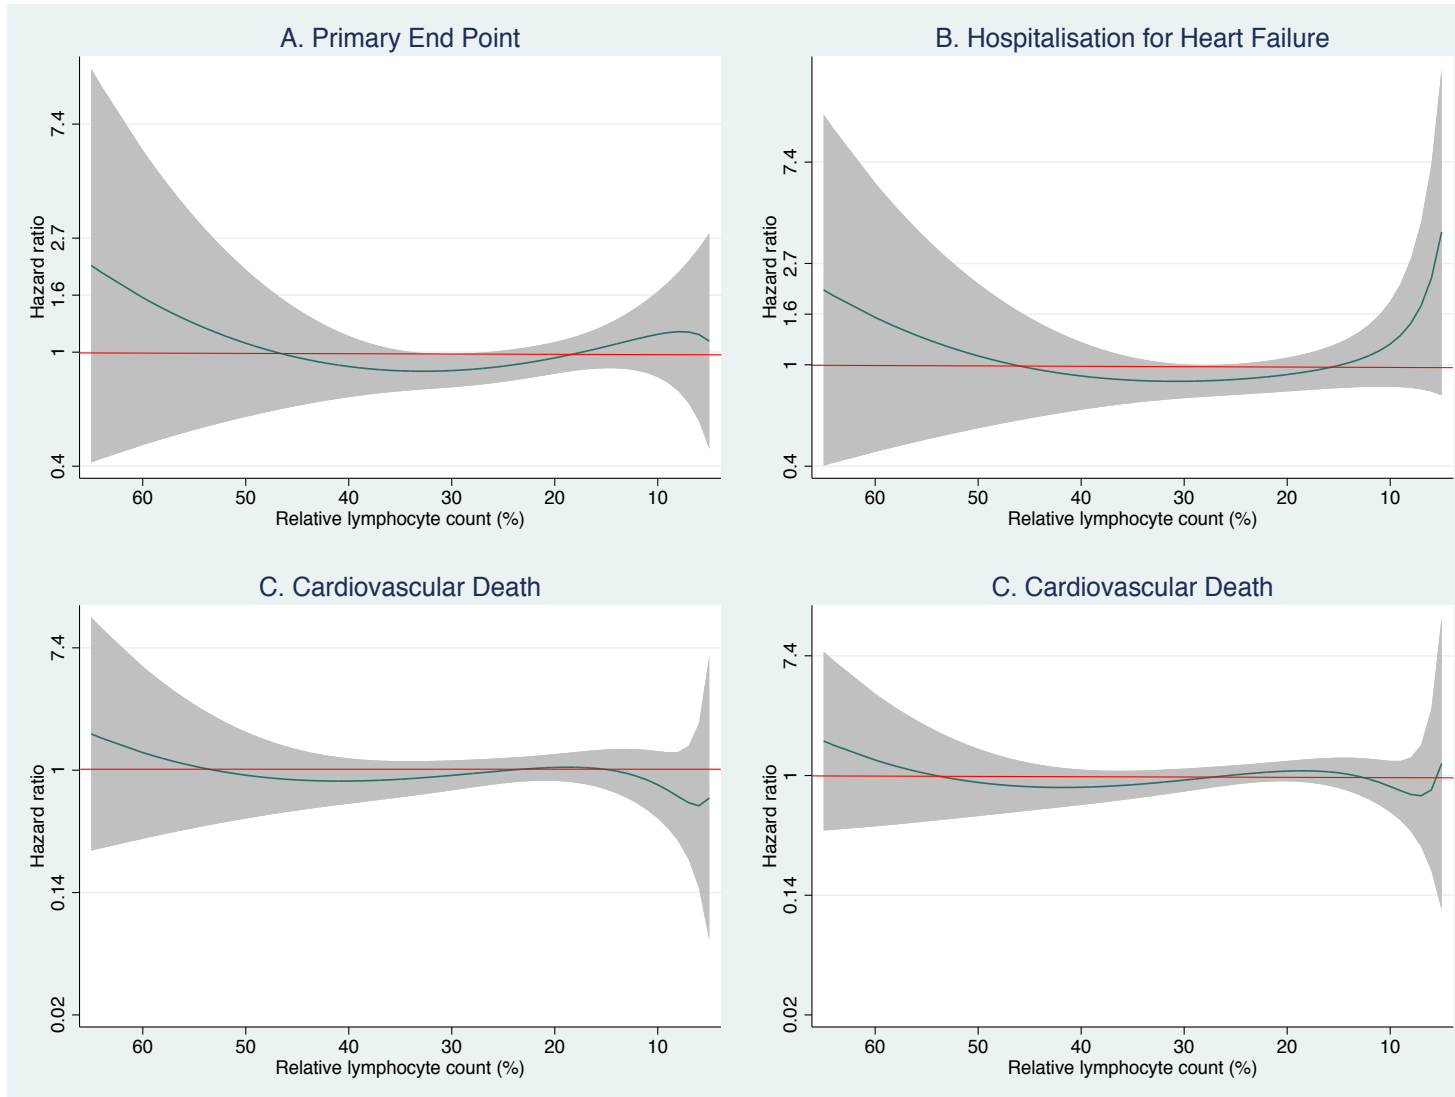 A. Primary End Point
Hazard ratio
7.4
2.7
1.6
1
0.4
60 50 40 30 20 10
Relative lymphocyte count (%)
B. Hospitalisation for Heart Failure
Hazard ratio
7.4
2.7
1.6
1
0.4
60 50 40 30 20 10
Relative lymphocyte count (%)
C. Cardiovascular Death
Hazard ratio
7.4
1
0.14
0.02
60 50 40 30 20 10
Relative lymphocyte count (%)
C. Cardiovascular Death
Hazard ratio
7.4
1
0.14
0.02
60 50 40 30 20 10
Relative lymphocyte count (%)